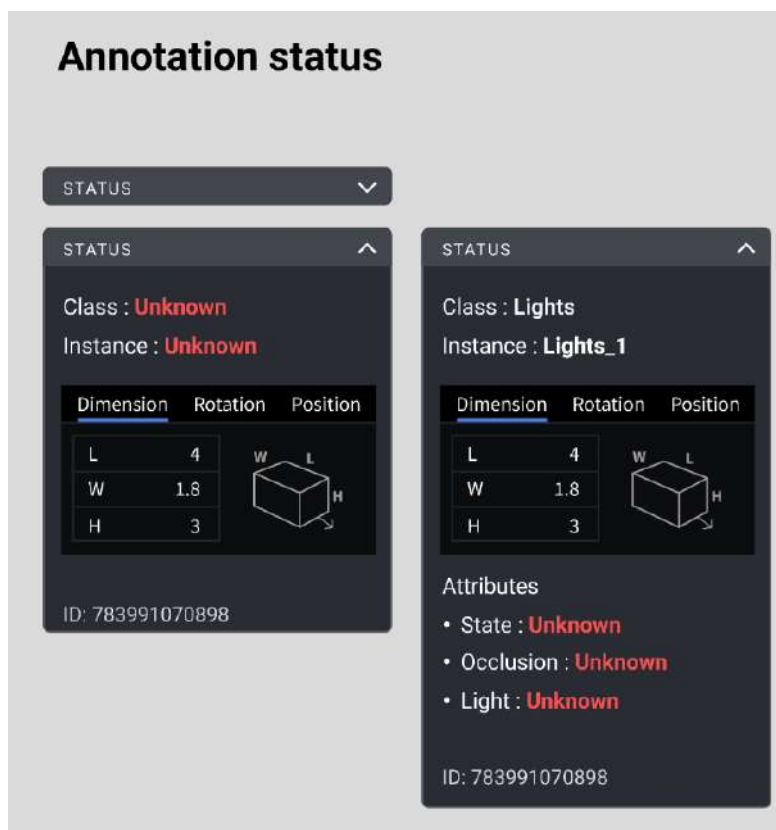 Annotation status
STATUS
STATUS
Class : Unknown
Instance : Unknown
Dimension Rotation Position
L 4
W 1.8
H 3
W L
H
ID: 783991070898
STATUS
Class : Lights
Instance : Lights_1
Dimension Rotation Position
L 4
W 1.8
H 3
W L
H
Attributes
• State : Unknown
• Occlusion : Unknown
• Light : Unknown
ID: 783991070898